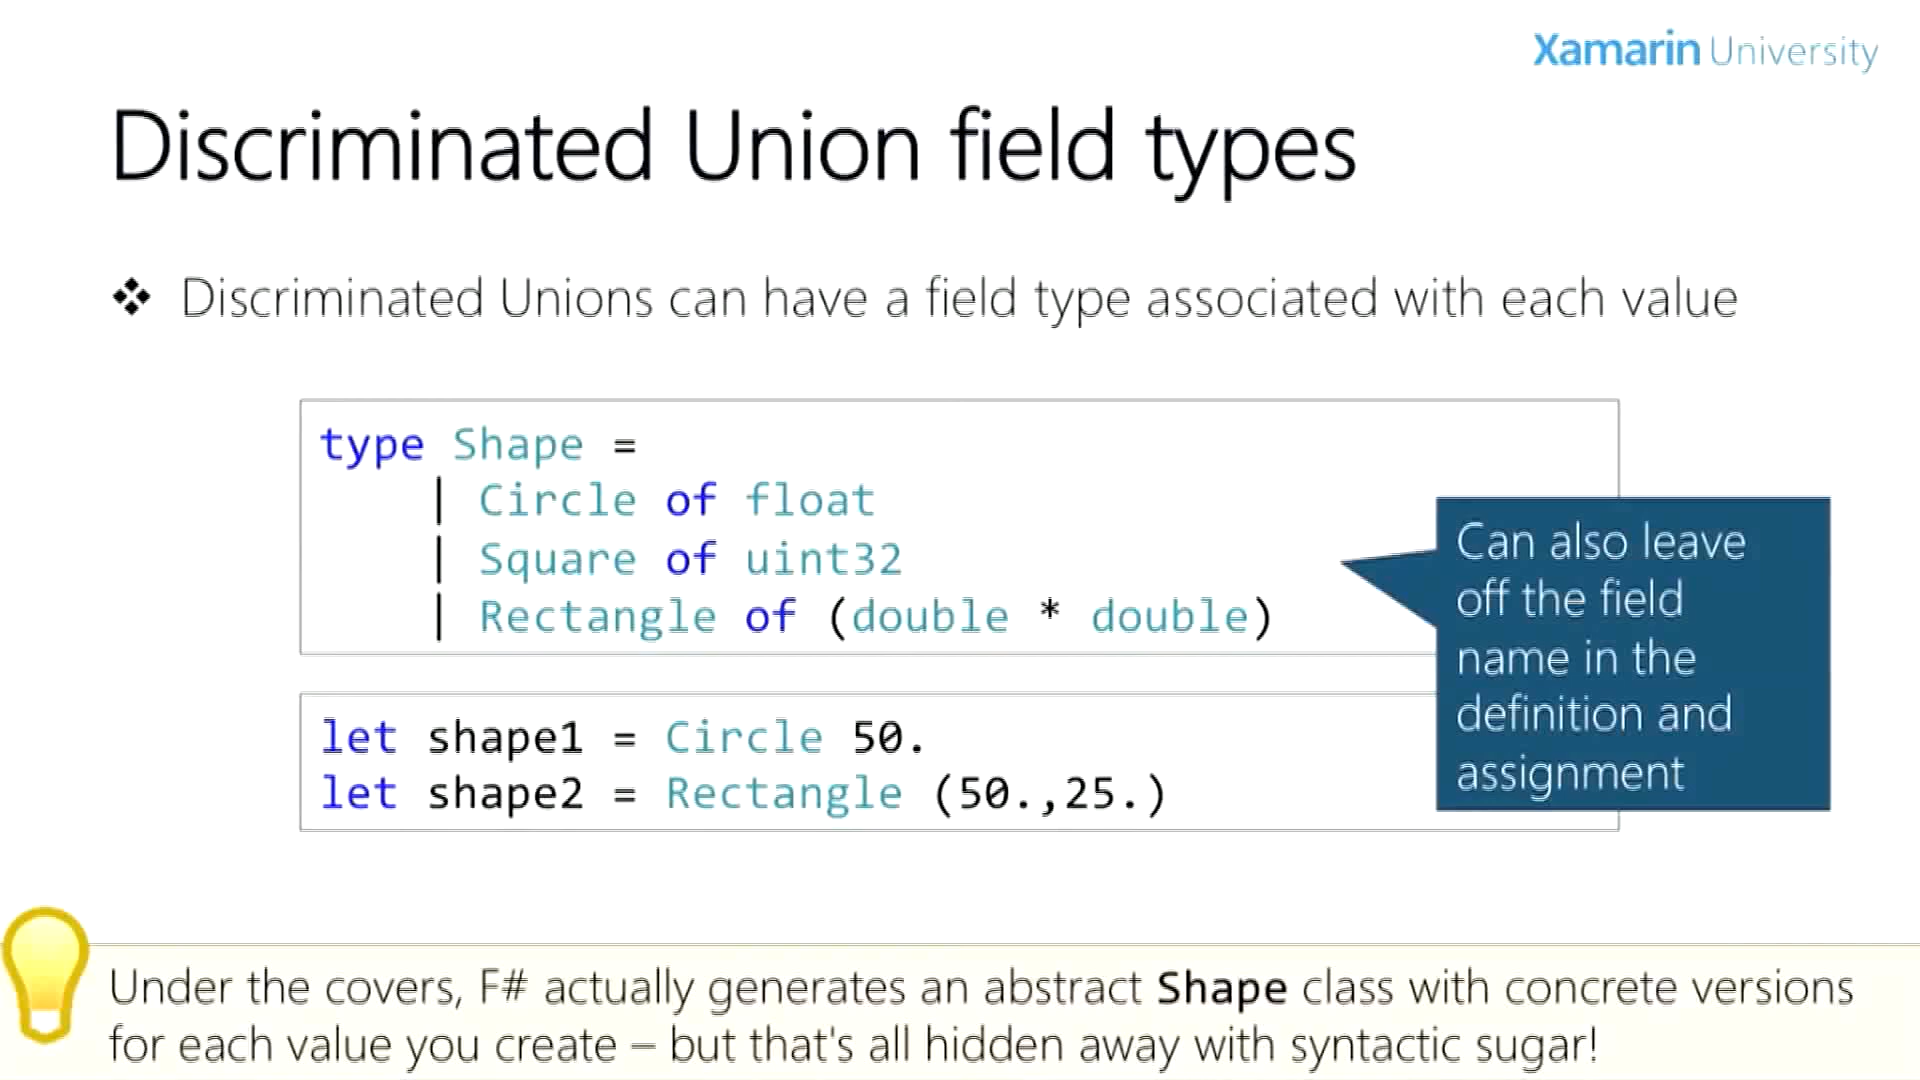 Xamarin University
Discriminated Union field types
❖ Discriminated Unions can have a field type associated with each value
type Shape =
    | Circle of float
    | Square of uint32
    | Rectangle of (double * double)
Can also leave
off the field
name in the
definition and
assignment
let shape1 = Circle 50.
let shape2 = Rectangle (50.,25.)
Under the covers, F# actually generates an abstract Shape class with concrete versions
for each value you create – but that's all hidden away with syntactic sugar!